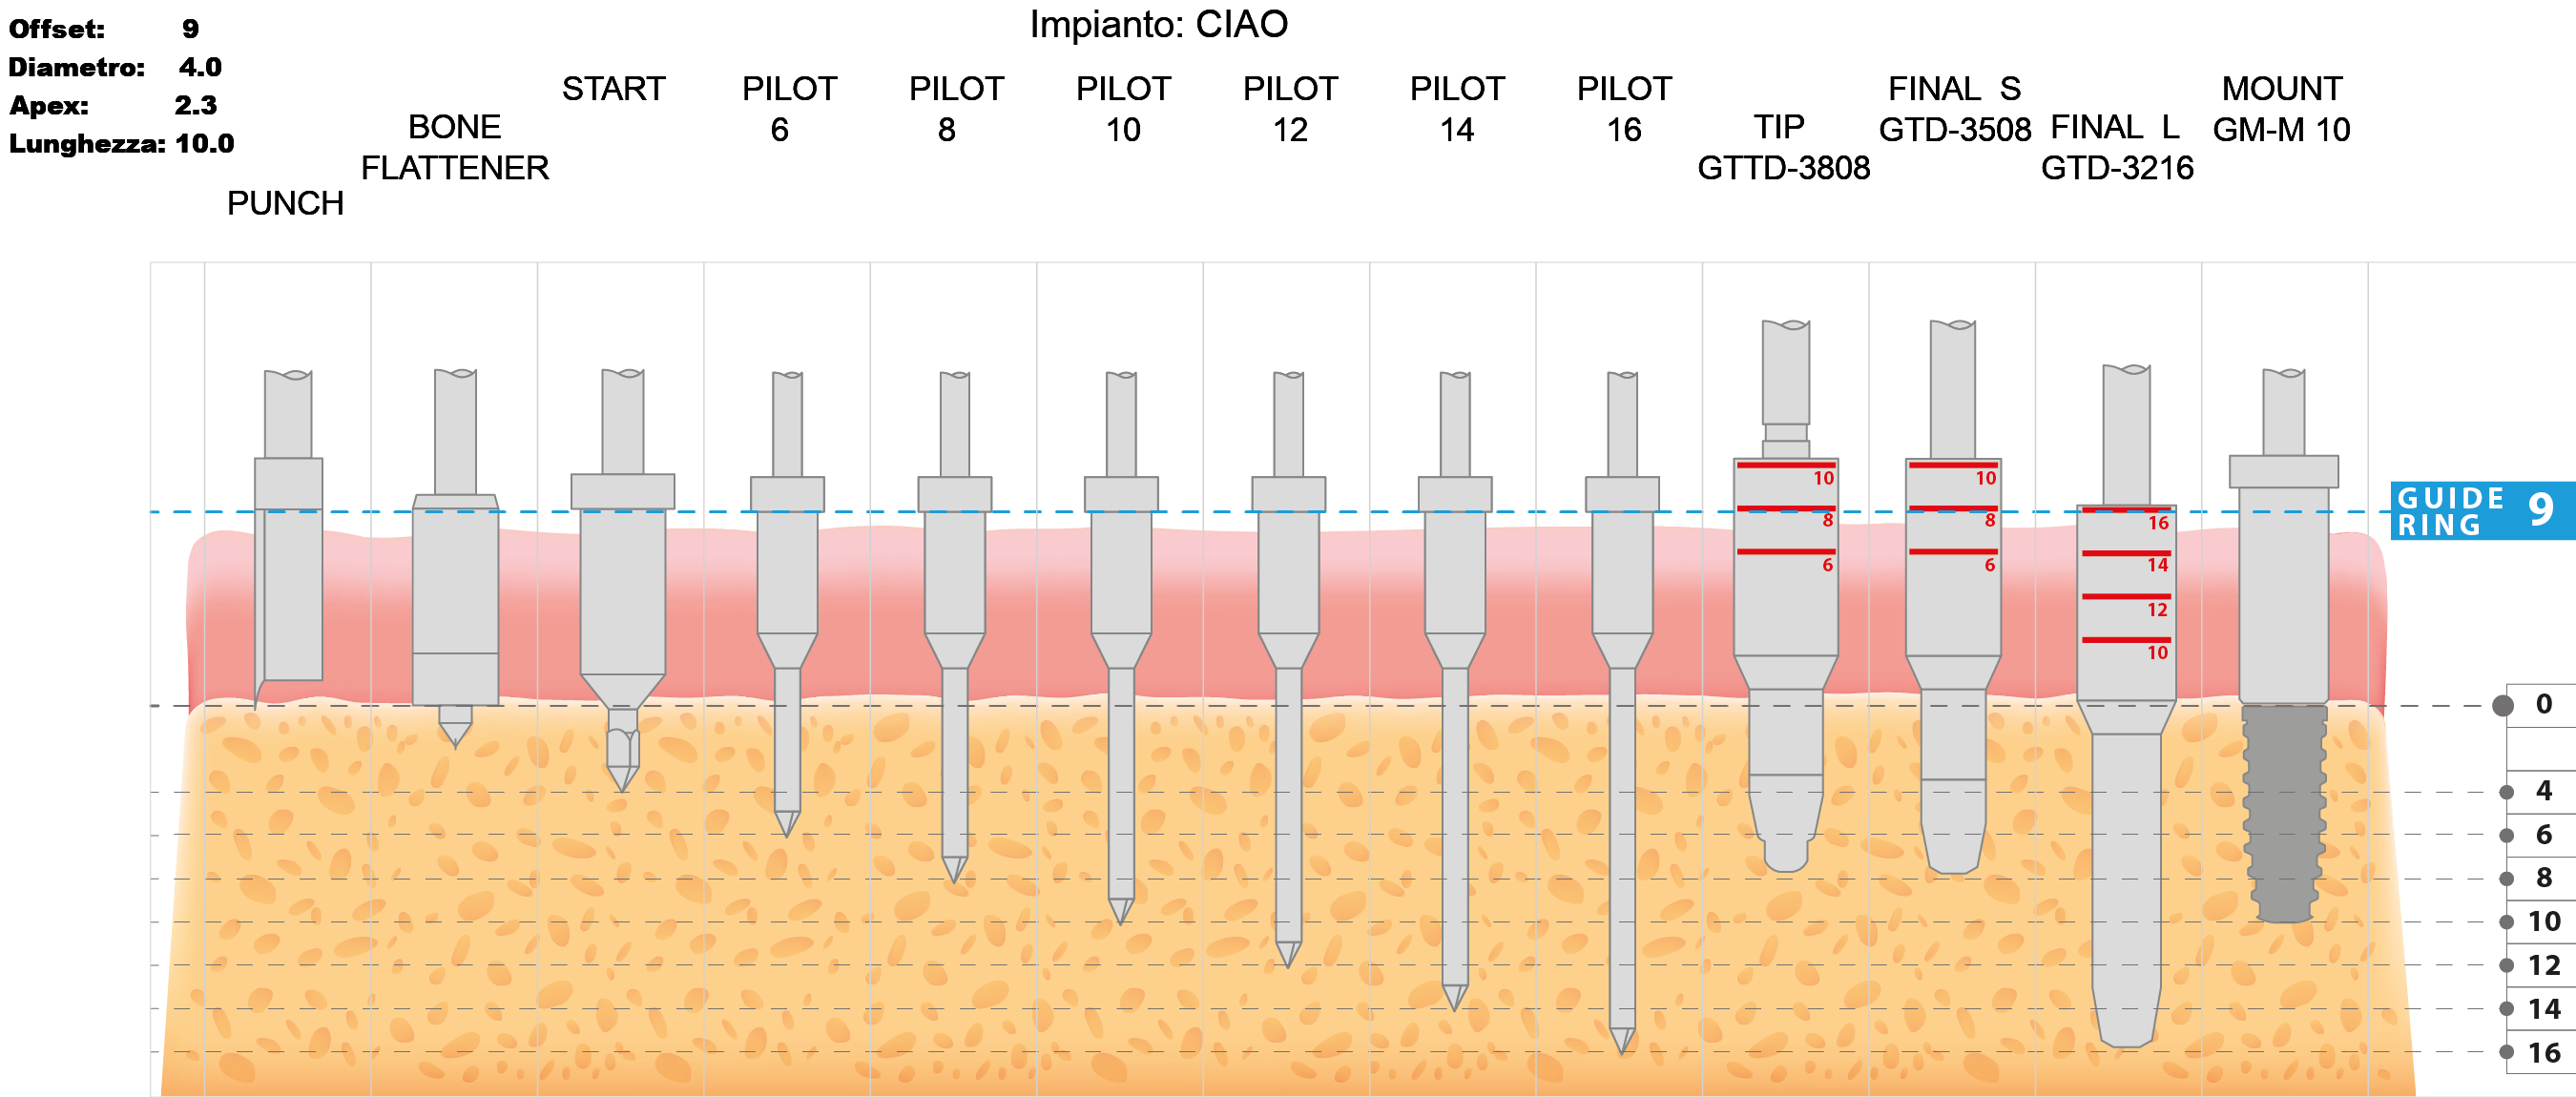 Offset: 9
Diametro: 4.0
Apex: 2.3
Lunghezza: 10.0
Impianto: CIAO
PUNCH
BONE
FLATTENER
START
PILOT
6
PILOT
8
PILOT
10
PILOT
12
PILOT
14
PILOT
16
TIP
GTTD-3808
FINAL S
GTD-3508
FINAL L
GTD-3216
MOUNT
GM-M 10
10
8
6
10
8
6
16
14
12
10
GUIDE
RING
9
0
4
6
8
10
12
14
16